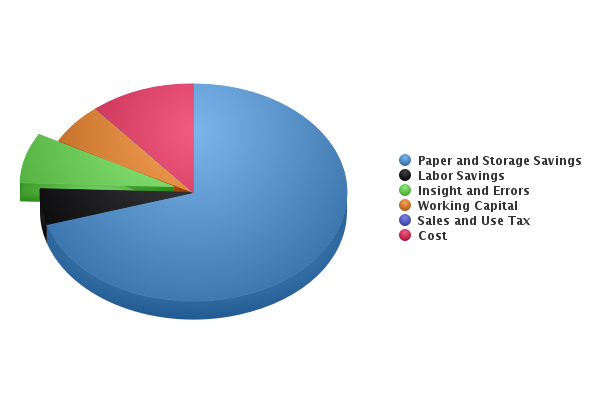 Paper and Storage Savings
Labor Savings
Insight and Errors
Working Capital
Sales and Use Tax
Cost